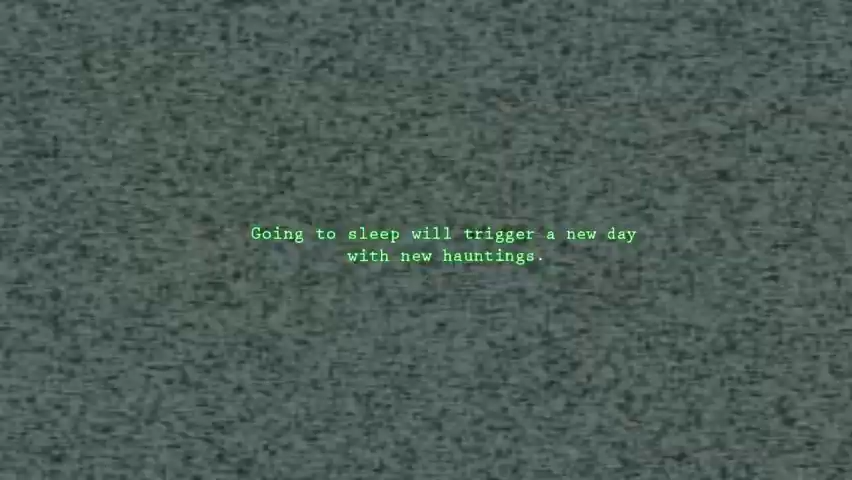 Going to sleep will trigger a new day
with new hauntings.